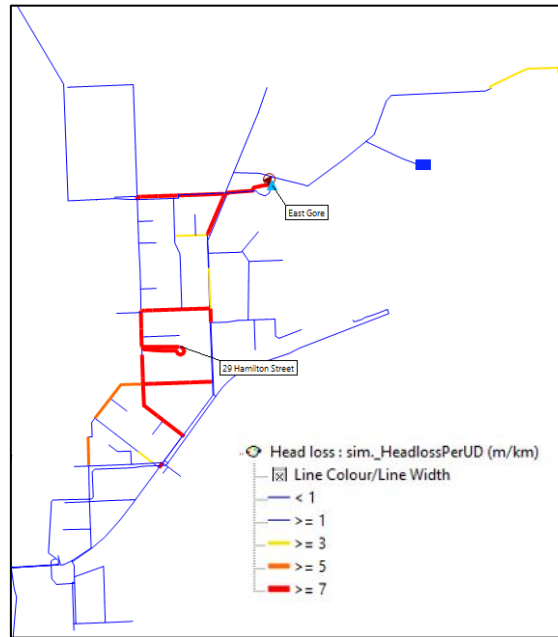 East Gore
29 Hamilton Street
Head loss : sim._HeadlossPerUD (m/km)
Line Colour/Line Width
< 1
>= 1
>= 3
>= 5
>= 7